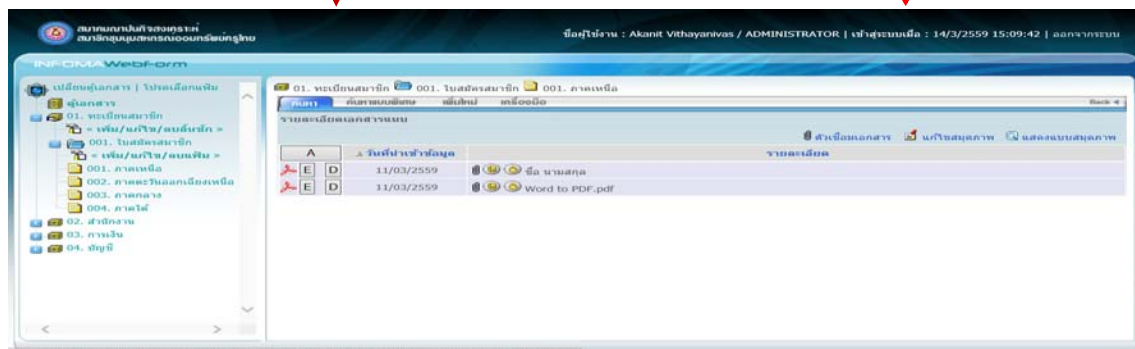 สมาคมฌาปนกิจสงเคราะห์
สมาชิกชุมนุมสหกรณ์ออมทรัพย์ครูไทย
ชื่อผู้ใช้งาน : Akanit Vithayanivas / ADMINISTRATOR | เข้าสู่ระบบเมื่อ : 14/3/2559 15:09:42 | ออกจากระบบ
INFOMA Webform
เปลี่ยนตู้เอกสาร | โปรดเลือกแฟ้ม
ตู้เอกสาร
01. ทะเบียนสมาชิก
« เพิ่ม/แก้ไข/ลบลิ้นชัก »
001. ใบสมัครสมาชิก
« เพิ่ม/แก้ไข/ลบแฟ้ม »
001. ภาคเหนือ
002. ภาคตะวันออกเฉียงเหนือ
003. ภาคกลาง
004. ภาคใต้
02. สำนักงาน
03. การเงิน
04. บัญชี
01. ทะเบียนสมาชิก 001. ใบสมัครสมาชิก 001. ภาคเหนือ
ค้นหา ค้นหาแบบพิเศษ เพิ่มใหม่ เครื่องมือ Back
รายละเอียดเอกสารแนบ
ตัวเชื่อมเอกสาร แก้ไขสมุดภาพ แสดงแบบสมุดภาพ
A วันที่นำเข้าข้อมูล รายละเอียด
E D 11/03/2559 ชื่อ นามสกุล
E D 11/03/2559 Word to PDF.pdf